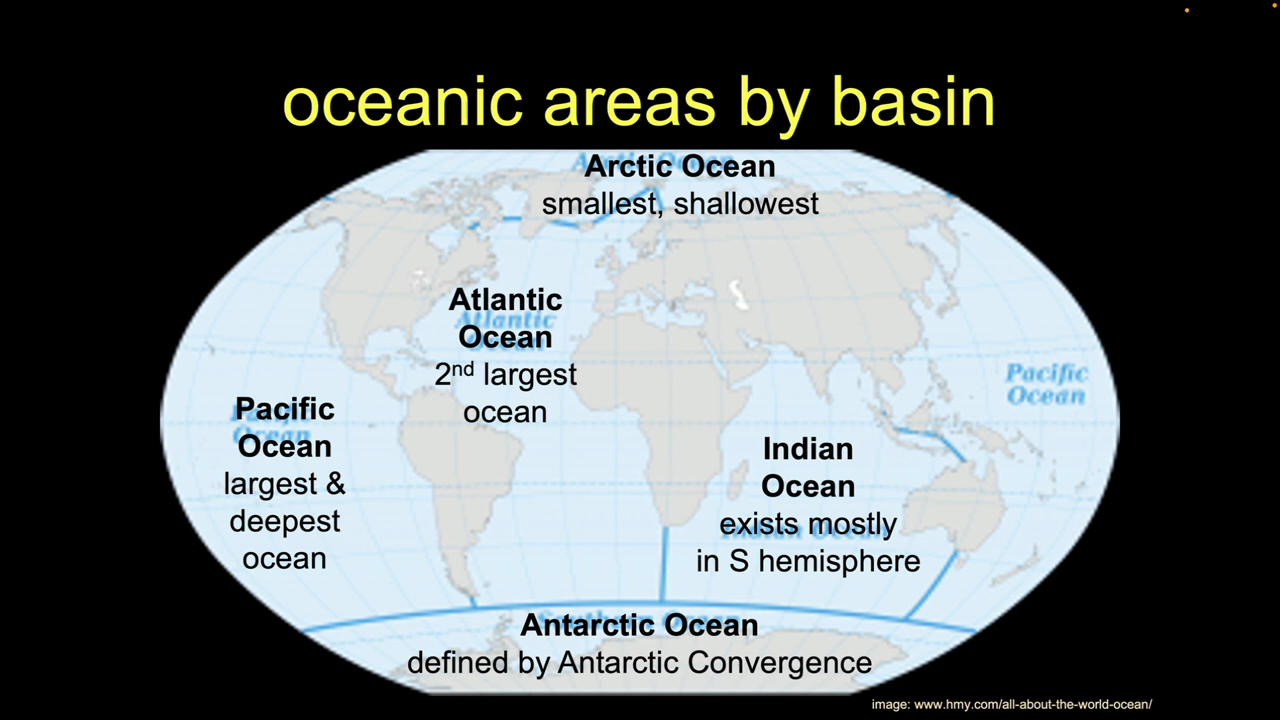 oceanic areas by basin
Arctic Ocean
smallest, shallowest
Atlantic
Ocean
2nd largest
ocean
Pacific
Ocean
Pacific
Ocean
largest &
deepest
ocean
Indian
Ocean
exists mostly
in S hemisphere
Antarctic Ocean
defined by Antarctic Convergence
image: www.hmy.com/all-about-the-world-ocean/